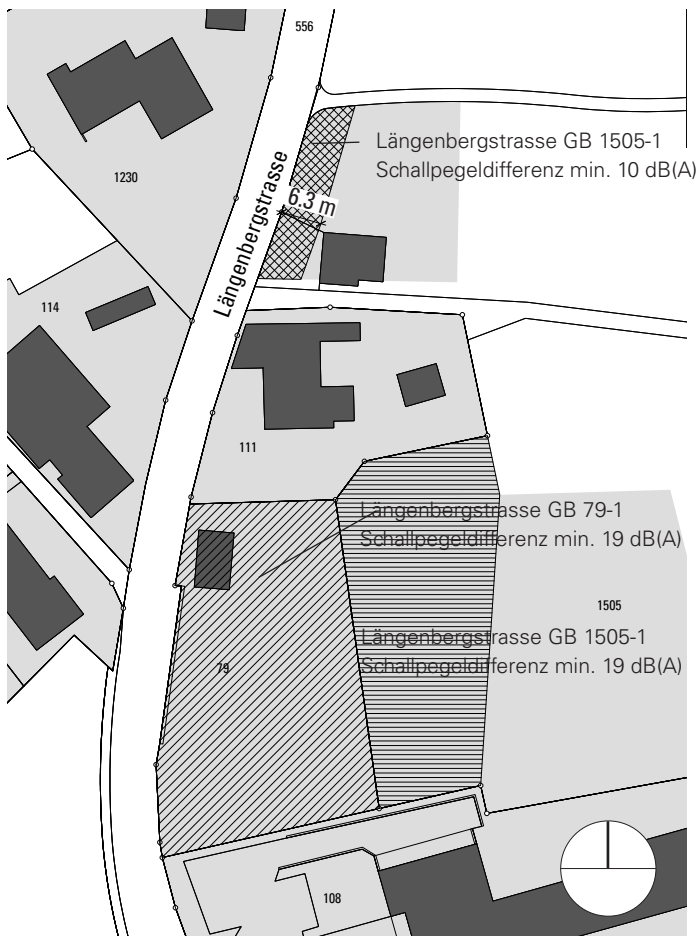 556
Längenbergstrasse GB 1505-1
Schallpegeldifferenz min. 10 dB(A)
1230
6.3 m
Längenbergstrasse
114
111
Längenbergstrasse GB 79-1
Schallpegeldifferenz min. 19 dB(A)
1505
Längenbergstrasse GB 1505-1
Schallpegeldifferenz min. 19 dB(A)
79
108